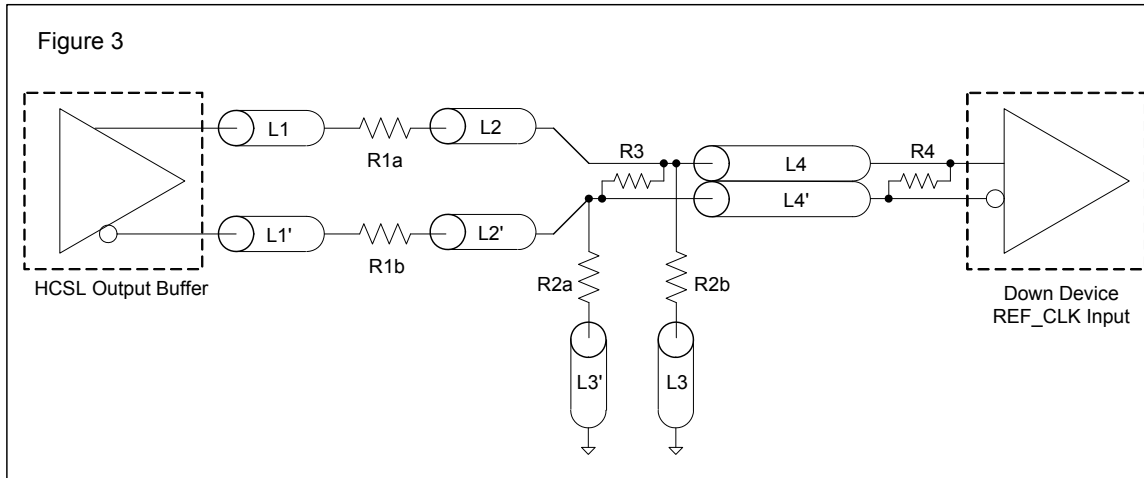 Figure 3
L1
R1a
L2
R3
L4
R4
L4'
L1'
R1b
L2'
R2a
R2b
HCSL Output Buffer
Down Device
REF_CLK Input
L3'
L3